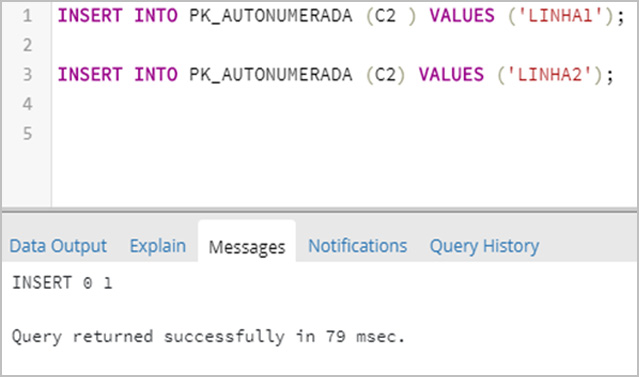 1 INSERT INTO PK_AUTONUMERADA (C2 ) VALUES ('LINHA1');
2
3 INSERT INTO PK_AUTONUMERADA (C2) VALUES ('LINHA2');
4
5
Data Output Explain Messages Notifications Query History
INSERT 0 1
Query returned successfully in 79 msec.